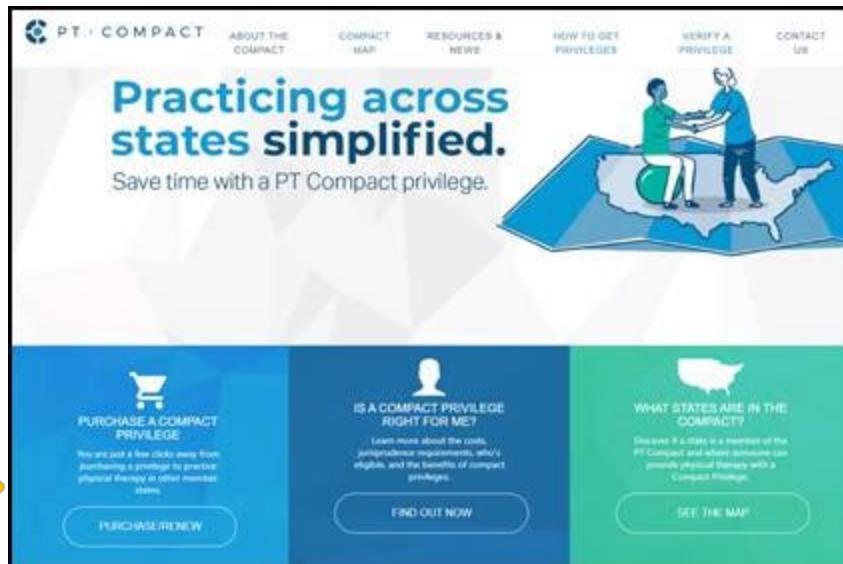 PT COMPACT
ABOUT THE
COMPACT
COMPACT
MAP
RESOURCES &
NEWS
HOW TO GET
PRIVILEGES
VERIFY A
PRIVILEGE
CONTACT
US
Practicing across
states simplified.
Save time with a PT Compact privilege.
PURCHASE A COMPACT
PRIVILEGE
You are just a few clicks away from
purchasing a privilege to practice
physical therapy in other member
states.
PURCHASE/RENEW
IS A COMPACT PRIVILEGE
RIGHT FOR ME?
Learn more about the costs,
jurisprudence requirements, who's
eligible, and the benefits of compact
privileges.
FIND OUT NOW
WHAT STATES ARE IN THE
COMPACT?
Discover if a state is a member of the
PT Compact and where someone can
provide physical therapy with a
Compact Privilege.
SEE THE MAP